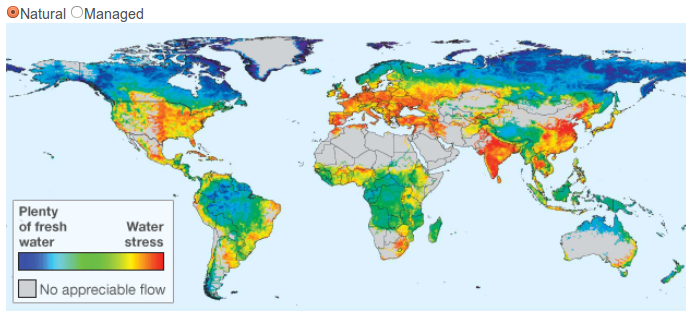 Natural Managed
Plenty
of fresh
water
Water
stress
No appreciable flow